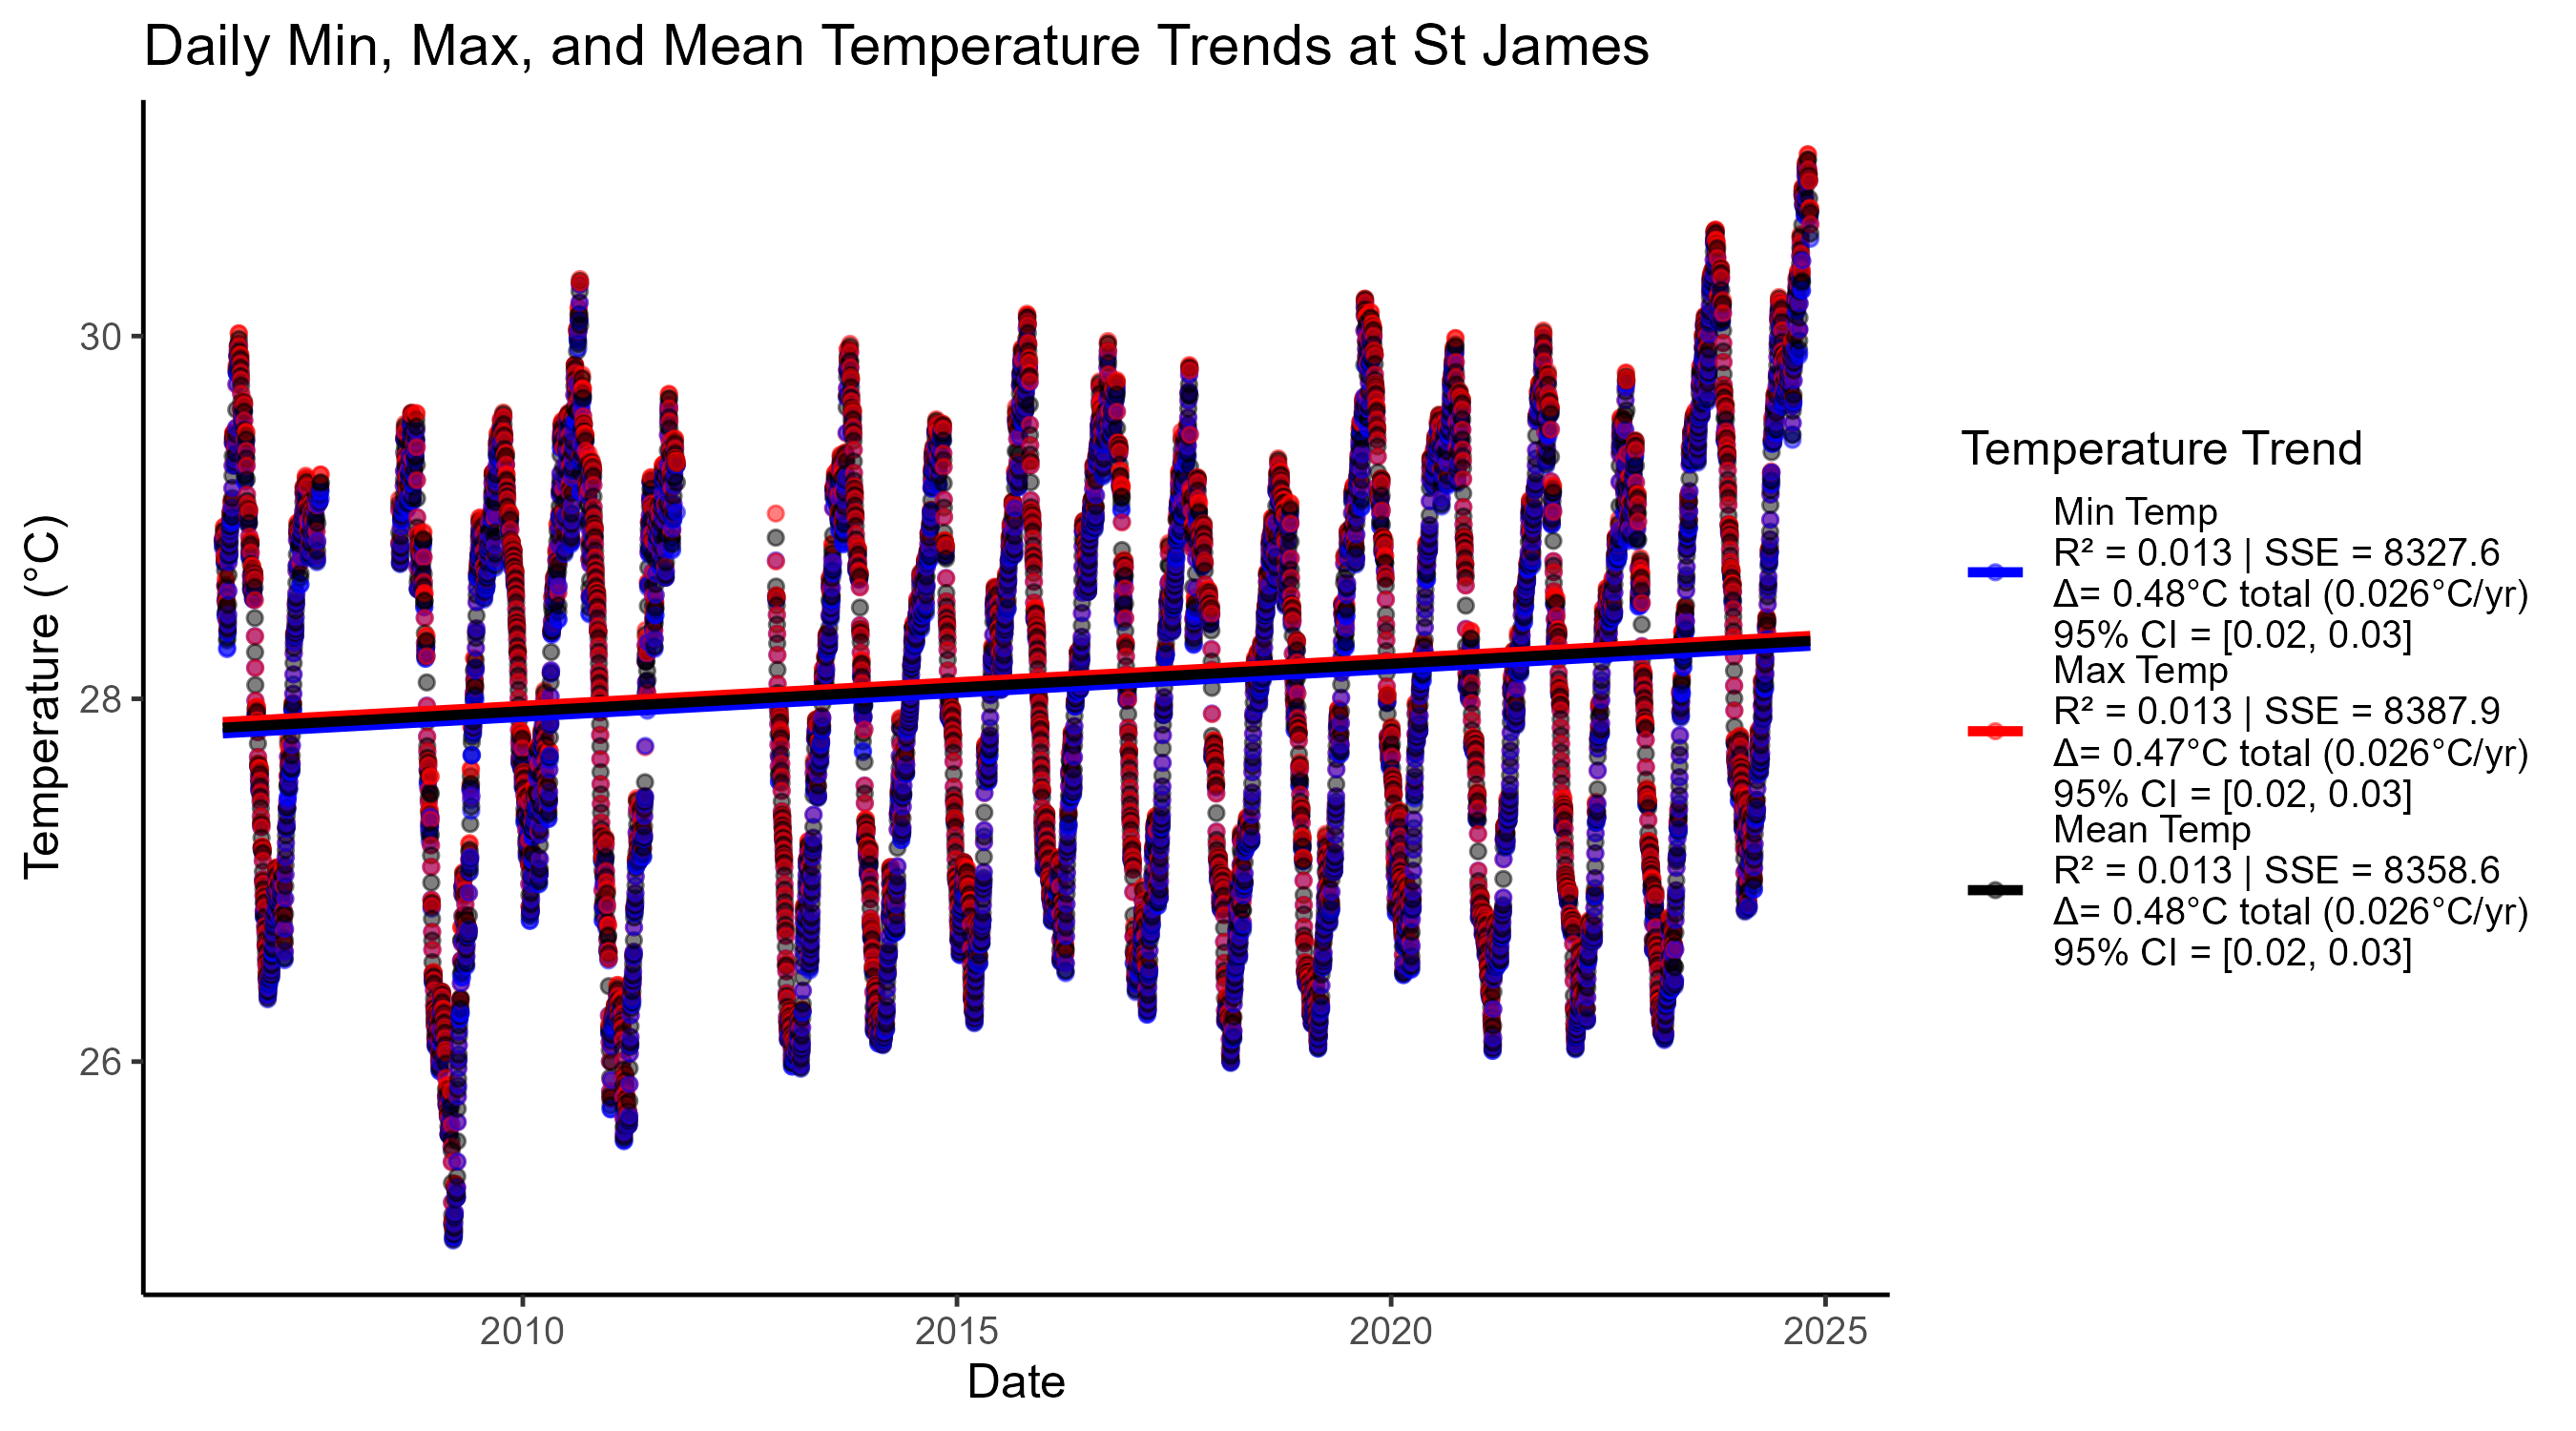 Daily Min, Max, and Mean Temperature Trends at St James
Temperature (°C)
30
28
26
2010
2015
2020
2025
Date
Temperature Trend
Min Temp
R² = 0.013 | SSE = 8327.6
Δ= 0.48°C total (0.026°C/yr)
95% CI = [0.02, 0.03]
Max Temp
R² = 0.013 | SSE = 8387.9
Δ= 0.47°C total (0.026°C/yr)
95% CI = [0.02, 0.03]
Mean Temp
R² = 0.013 | SSE = 8358.6
Δ= 0.48°C total (0.026°C/yr)
95% CI = [0.02, 0.03]